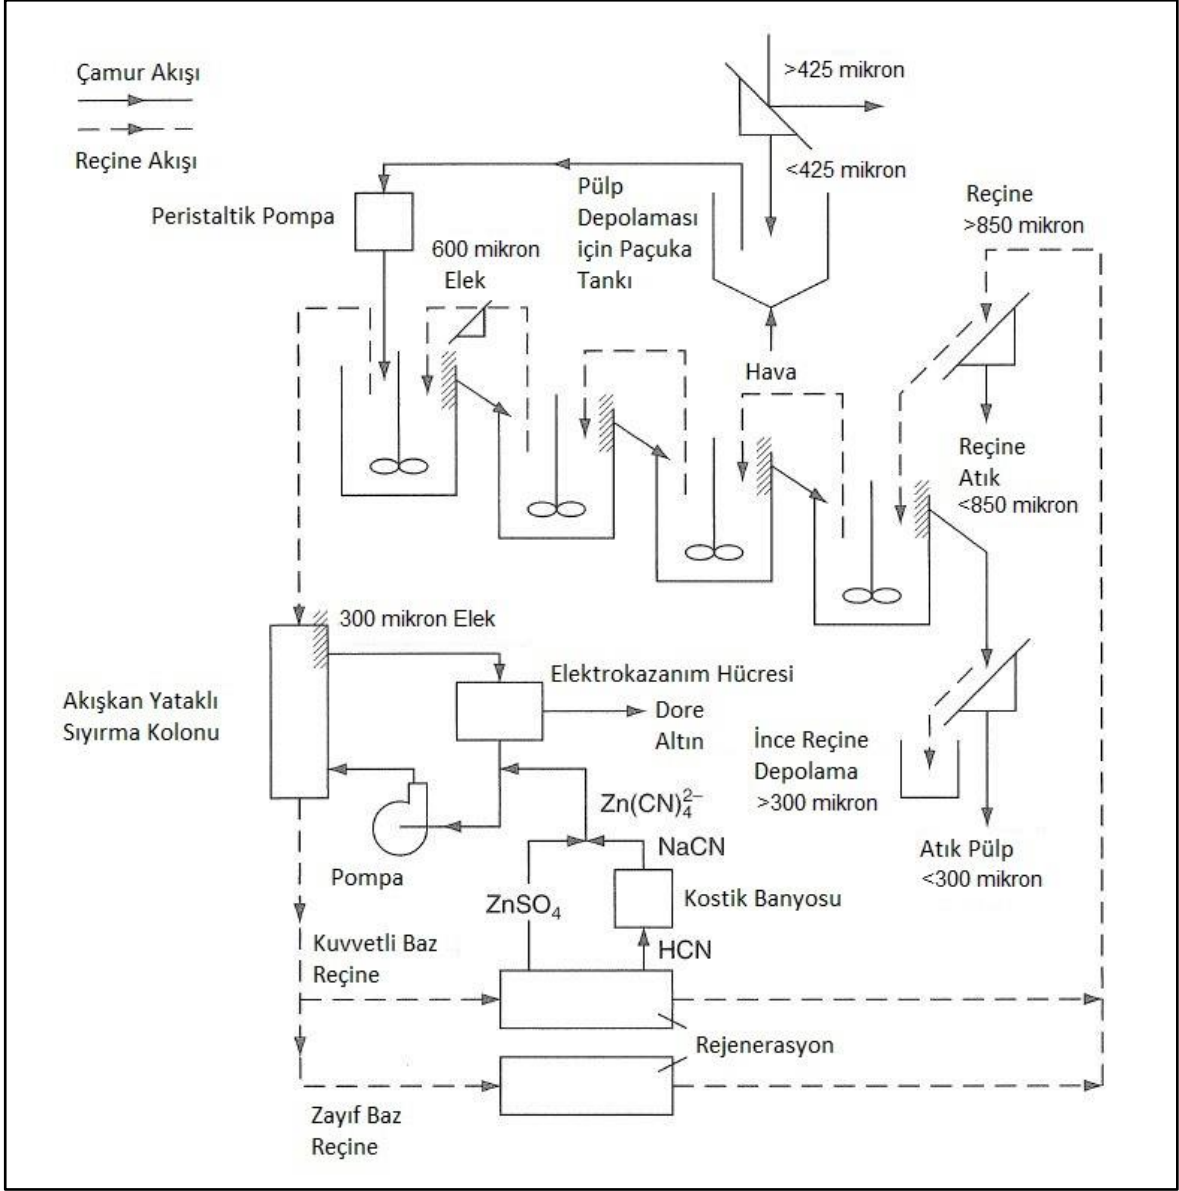 Çamur Akışı
Reçine Akışı
>425 mikron
<425 mikron
Peristaltik Pompa
Pülp
Depolaması
için Paçuka
Tankı
600 mikron
Elek
Reçine
>850 mikron
Hava
Reçine
Atık
<850 mikron
300 mikron Elek
Akışkan Yataklı
Sıyırma Kolonu
Elektrokazanım Hücresi
Dore
Altın
İnce Reçine
Depolama
>300 mikron
Zn(CN)₄²⁻
NaCN
Atık Pülp
<300 mikron
Pompa
ZnSO₄
Kostik Banyosu
HCN
Kuvvetli Baz
Reçine
Rejenerasyon
Zayıf Baz
Reçine